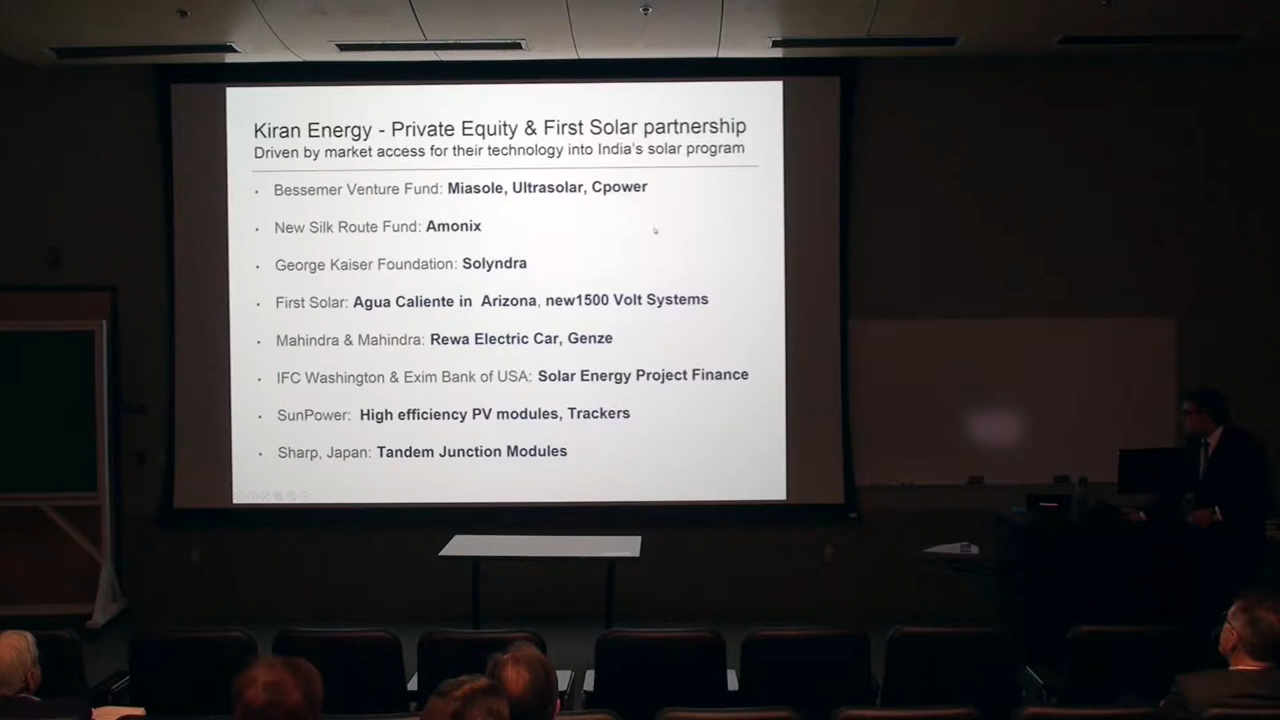 Kiran Energy - Private Equity & First Solar partnership
Driven by market access for their technology into India's solar program
• Bessemer Venture Fund: Miasole, Ultrasolar, Cpower
• New Silk Route Fund: Amonix
• George Kaiser Foundation: Solyndra
• First Solar: Agua Caliente in Arizona, new1500 Volt Systems
• Mahindra & Mahindra: Rewa Electric Car, Genze
• IFC Washington & Exim Bank of USA: Solar Energy Project Finance
• SunPower: High efficiency PV modules, Trackers
• Sharp, Japan: Tandem Junction Modules